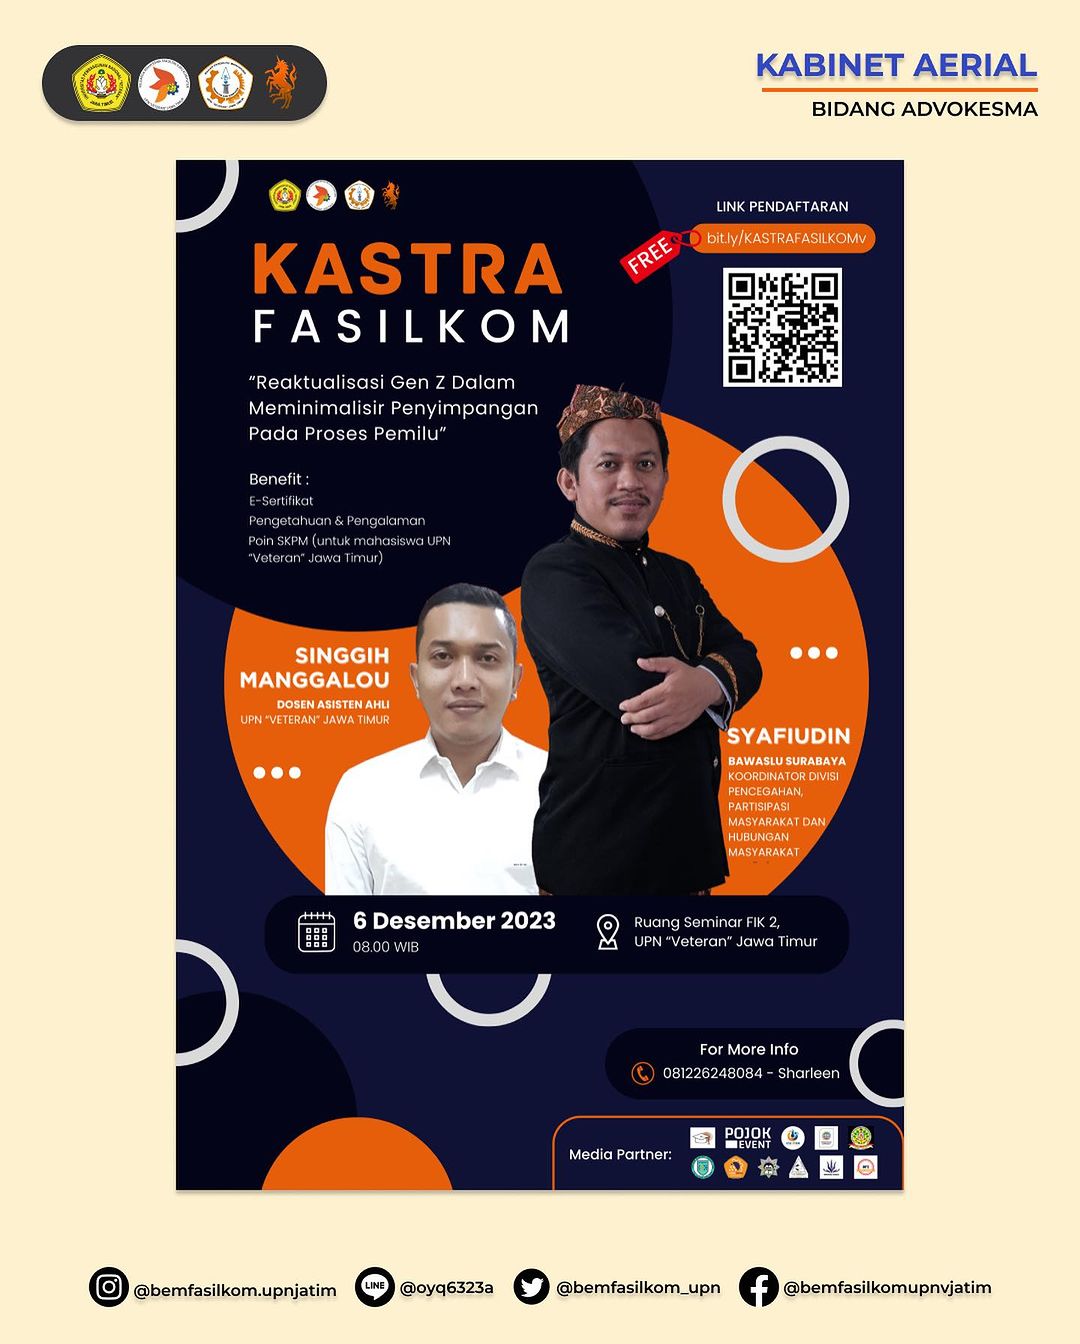 KABINET AERIAL
BIDANG ADVOKESMA
LINK PENDAFTARAN
bit.ly/KASTRAFASILKOMv
FREE
KASTRA
FASILKOM
“Reaktualisasi Gen Z Dalam
Meminimalisir Penyimpangan
Pada Proses Pemilu”
Benefit :
E-Sertifikat
Pengetahuan & Pengalaman
Poin SKPM (untuk mahasiswa UPN
“Veteran” Jawa Timur)
SINGGIH
MANGGALOU
DOSEN ASISTEN AHLI
UPN “VETERAN” JAWA TIMUR
SYAFIUDIN
BAWASLU SURABAYA
KOORDINATOR DIVISI
PENCEGAHAN,
PARTISIPASI
MASYARAKAT DAN
HUBUNGAN
MASYARAKAT
6 Desember 2023
08.00 WIB
Ruang Seminar FIK 2,
UPN “Veteran” Jawa Timur
For More Info
081226248084 - Sharleen
Media Partner:
POJOK
EVENT
@bemfasilkom.upnjatim
LINE
@oyq6323a
@bemfasilkom_upn
@bemfasilkomupnvjatim